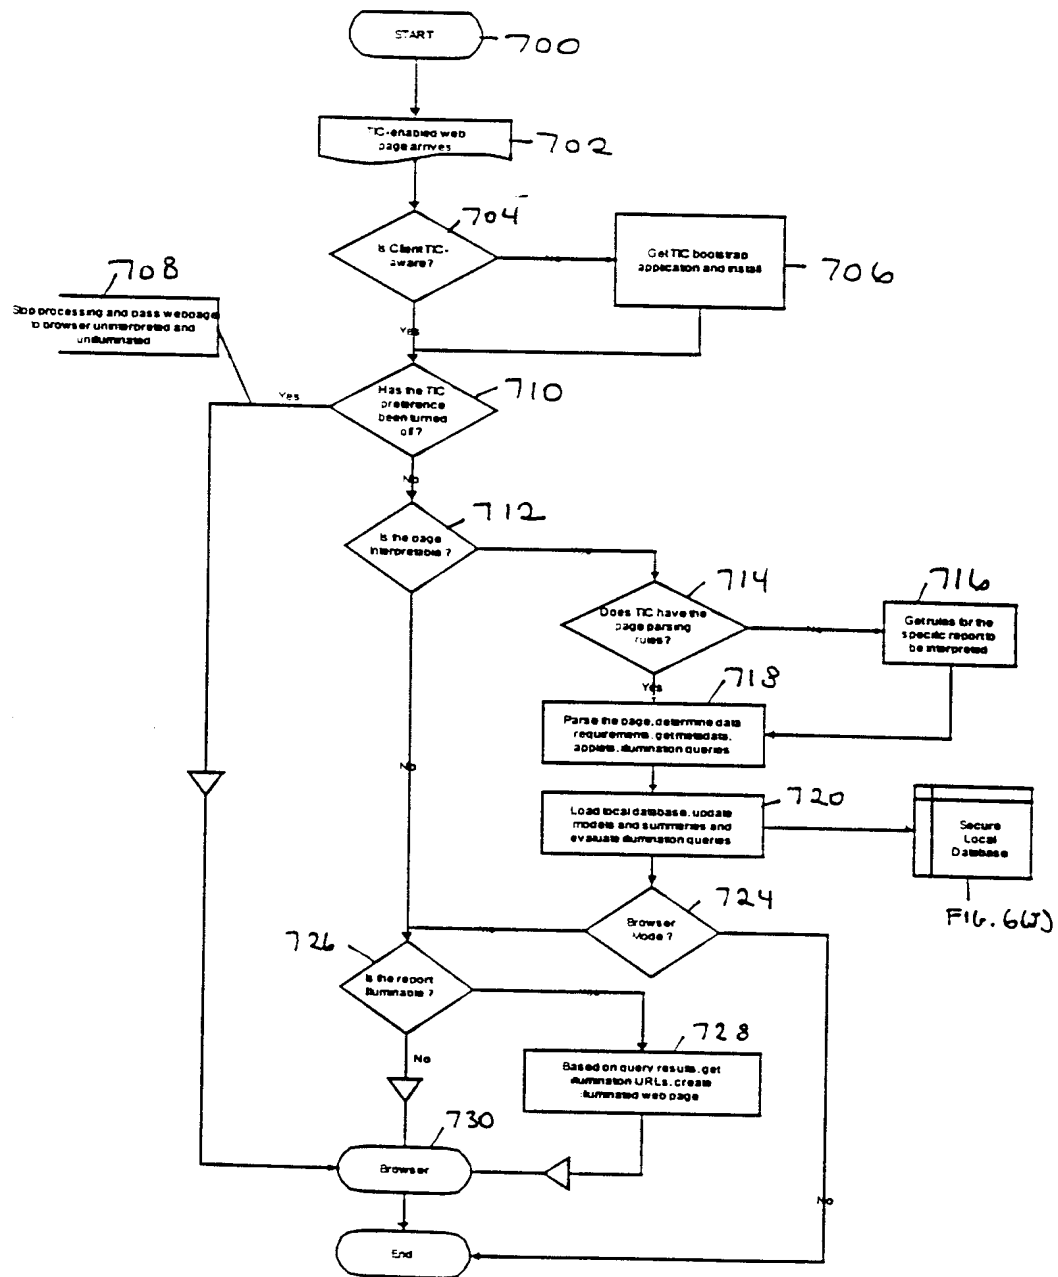 START
700
TIC-enabled web
page arrives
702
704
Is Client TIC-
aware?
No
Get TIC bootstrap
application and install
706
708
Stop processing and pass webpage
to browser uninterpreted and
unilluminated
Yes
Yes
Has the TIC
preference
been turned
off?
710
No
712
Is the page
Interpretable?
714
Does TIC have the
page parsing
rules?
No
716
Get rules for the
specific report to
be interpreted
Yes
718
Parse the page, determine data
requirements, get metadata,
applets, illumination queries
No
720
Load local database, update
models and summeries and
evaluate illumination queries
Secure
Local
Database
FIG. 6(J)
724
Browser
Mode?
726
Is the report
illuminable?
728
Based on query results, get
illumination URLs, create
illuminated web page
No
730
Browser
No
End